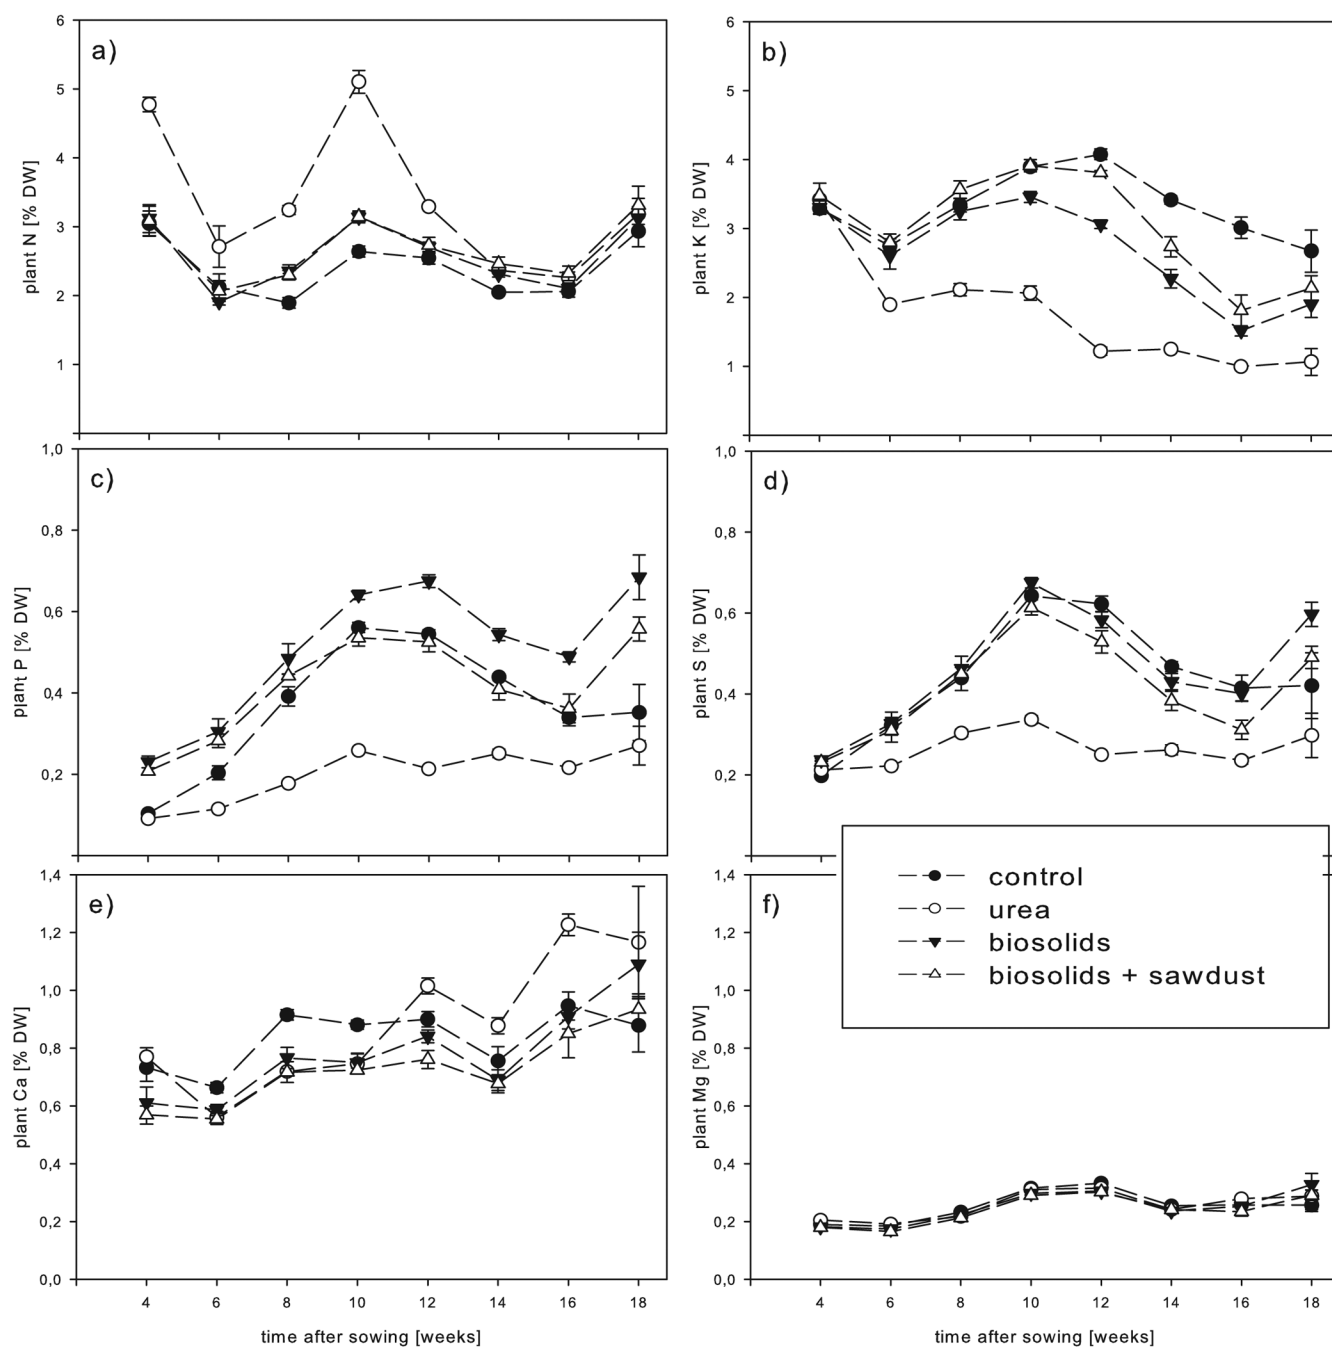 a)
6
5
4
3
2
1
plant N [% DW]
b)
6
5
4
3
2
1
plant K [% DW]
c)
1,0
0,8
0,6
0,4
0,2
plant P [% DW]
d)
1,0
0,8
0,6
0,4
0,2
plant S [% DW]
control
urea
biosolids
biosolids + sawdust
e)
1,4
1,2
1,0
0,8
0,6
0,4
0,2
0,0
plant Ca [% DW]
4 6 8 10 12 14 16 18
time after sowing [weeks]
f)
1,4
1,2
1,0
0,8
0,6
0,4
0,2
0,0
plant Mg [% DW]
4 6 8 10 12 14 16 18
time after sowing [weeks]